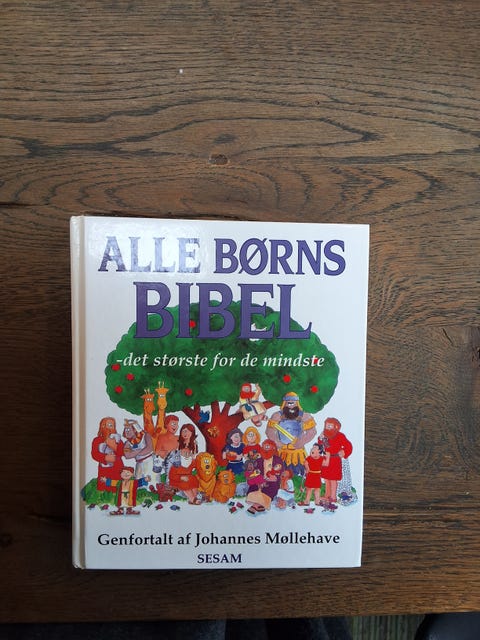 ALLE BØRNS
BIBEL
-det største for de mindste
Genfortalt af Johannes Møllehave
SESAM